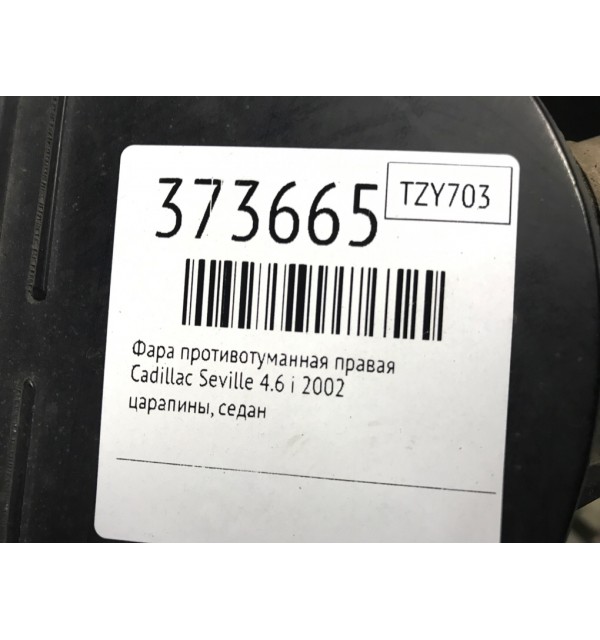 373665
TZY703
Фара противотуманная правая
Cadillac Seville 4.6 i 2002
царапины, седан